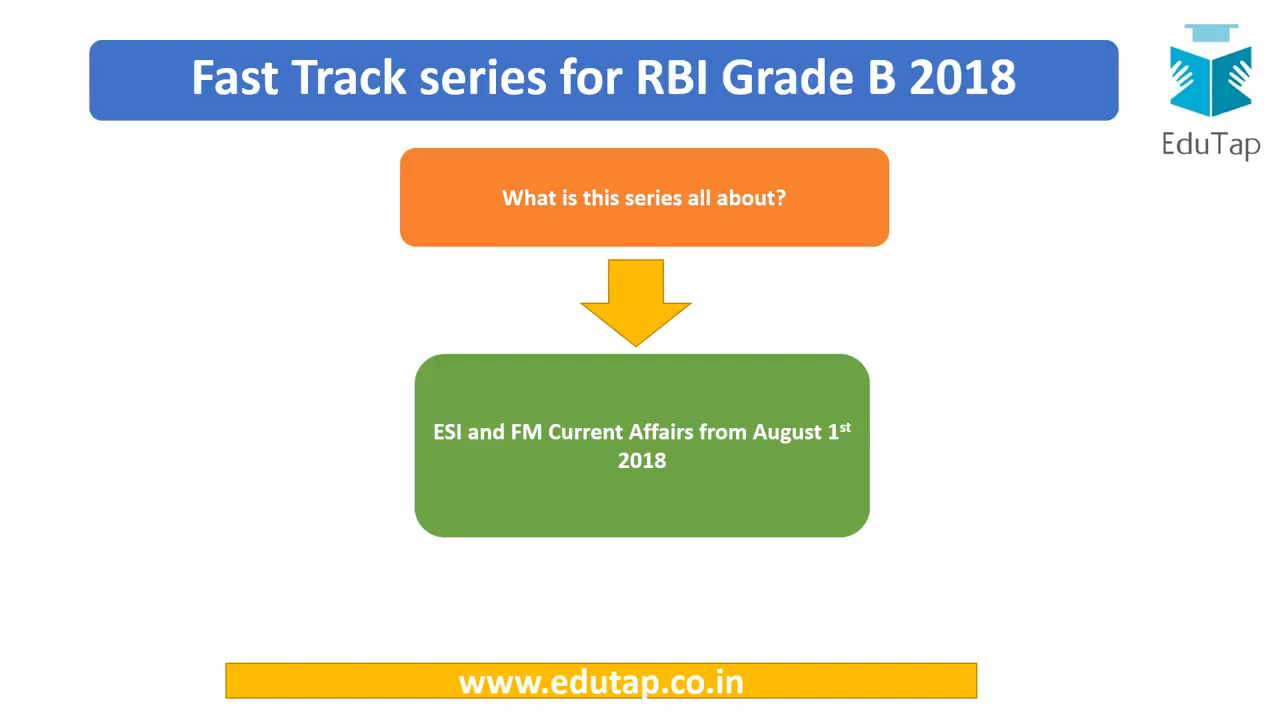 Fast Track series for RBI Grade B 2018
EduTap
What is this series all about?
ESI and FM Current Affairs from August 1st
2018
www.edutap.co.in